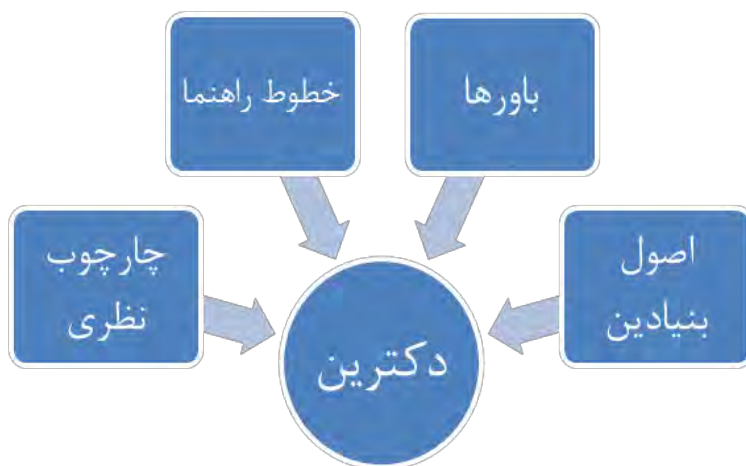 باورها
خطوط راهنما
اصول
بنیادین
چارچوب
نظری
دکترین